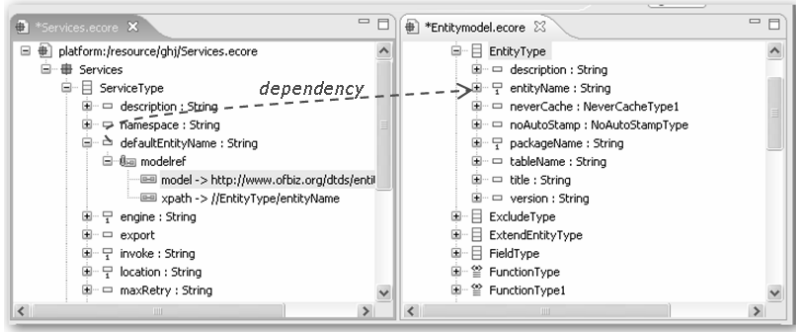 *Services.ecore
platform:/resource/ghj/Services.ecore
Services
ServiceType
description : String
namespace : String
defaultEntityName : String
modelref
model -> http://www.ofbiz.org/dtds/entit
xpath -> //EntityType/entityName
engine : String
export
invoke : String
location : String
maxRetry : String
dependency
*Entitymodel.ecore
EntityType
description : String
entityName : String
neverCache : NeverCacheType1
noAutoStamp : NoAutoStampType
packageName : String
tableName : String
title : String
version : String
ExcludeType
ExtendEntityType
FieldType
FunctionType
FunctionType1